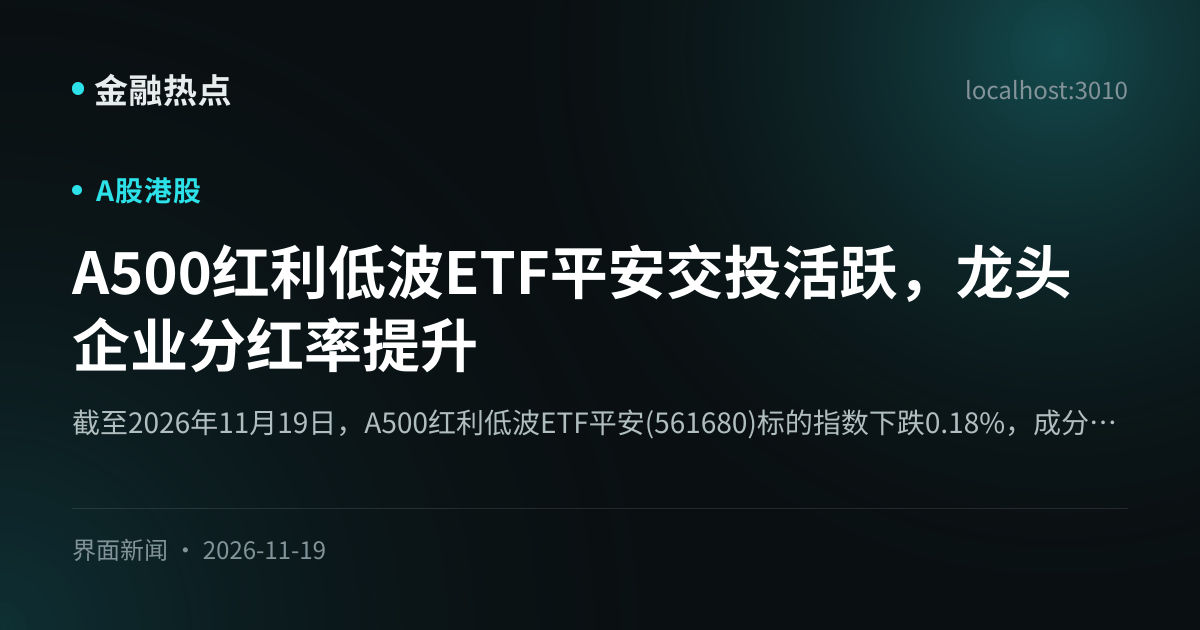 金融热点
localhost:3010
A股港股
A500红利低波ETF平安交投活跃，龙头
企业分红率提升
截至2026年11月19日，A500红利低波ETF平安(561680)标的指数下跌0.18%，成分…
界面新闻 • 2026-11-19